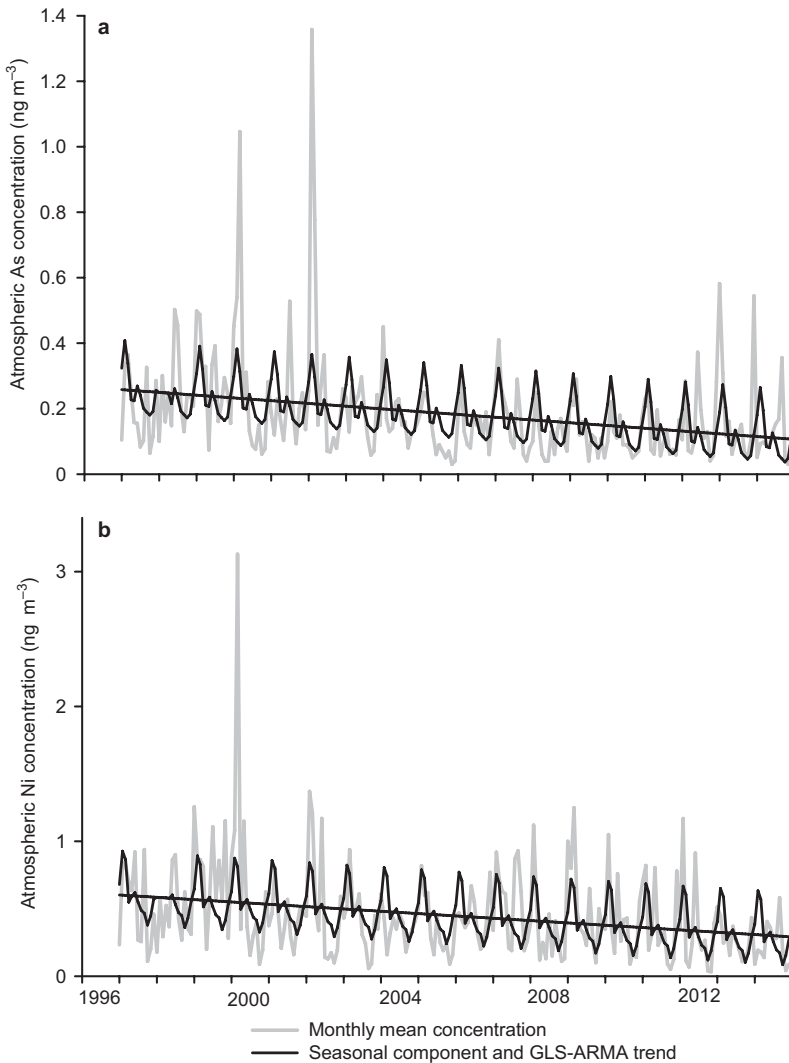 a
Atmospheric As concentration (ng m⁻³)
1.4
1.2
1.0
0.8
0.6
0.4
0.2
0
b
Atmospheric Ni concentration (ng m⁻³)
3
2
1
0
1996 2000 2004 2008 2012
Monthly mean concentration
Seasonal component and GLS-ARMA trend